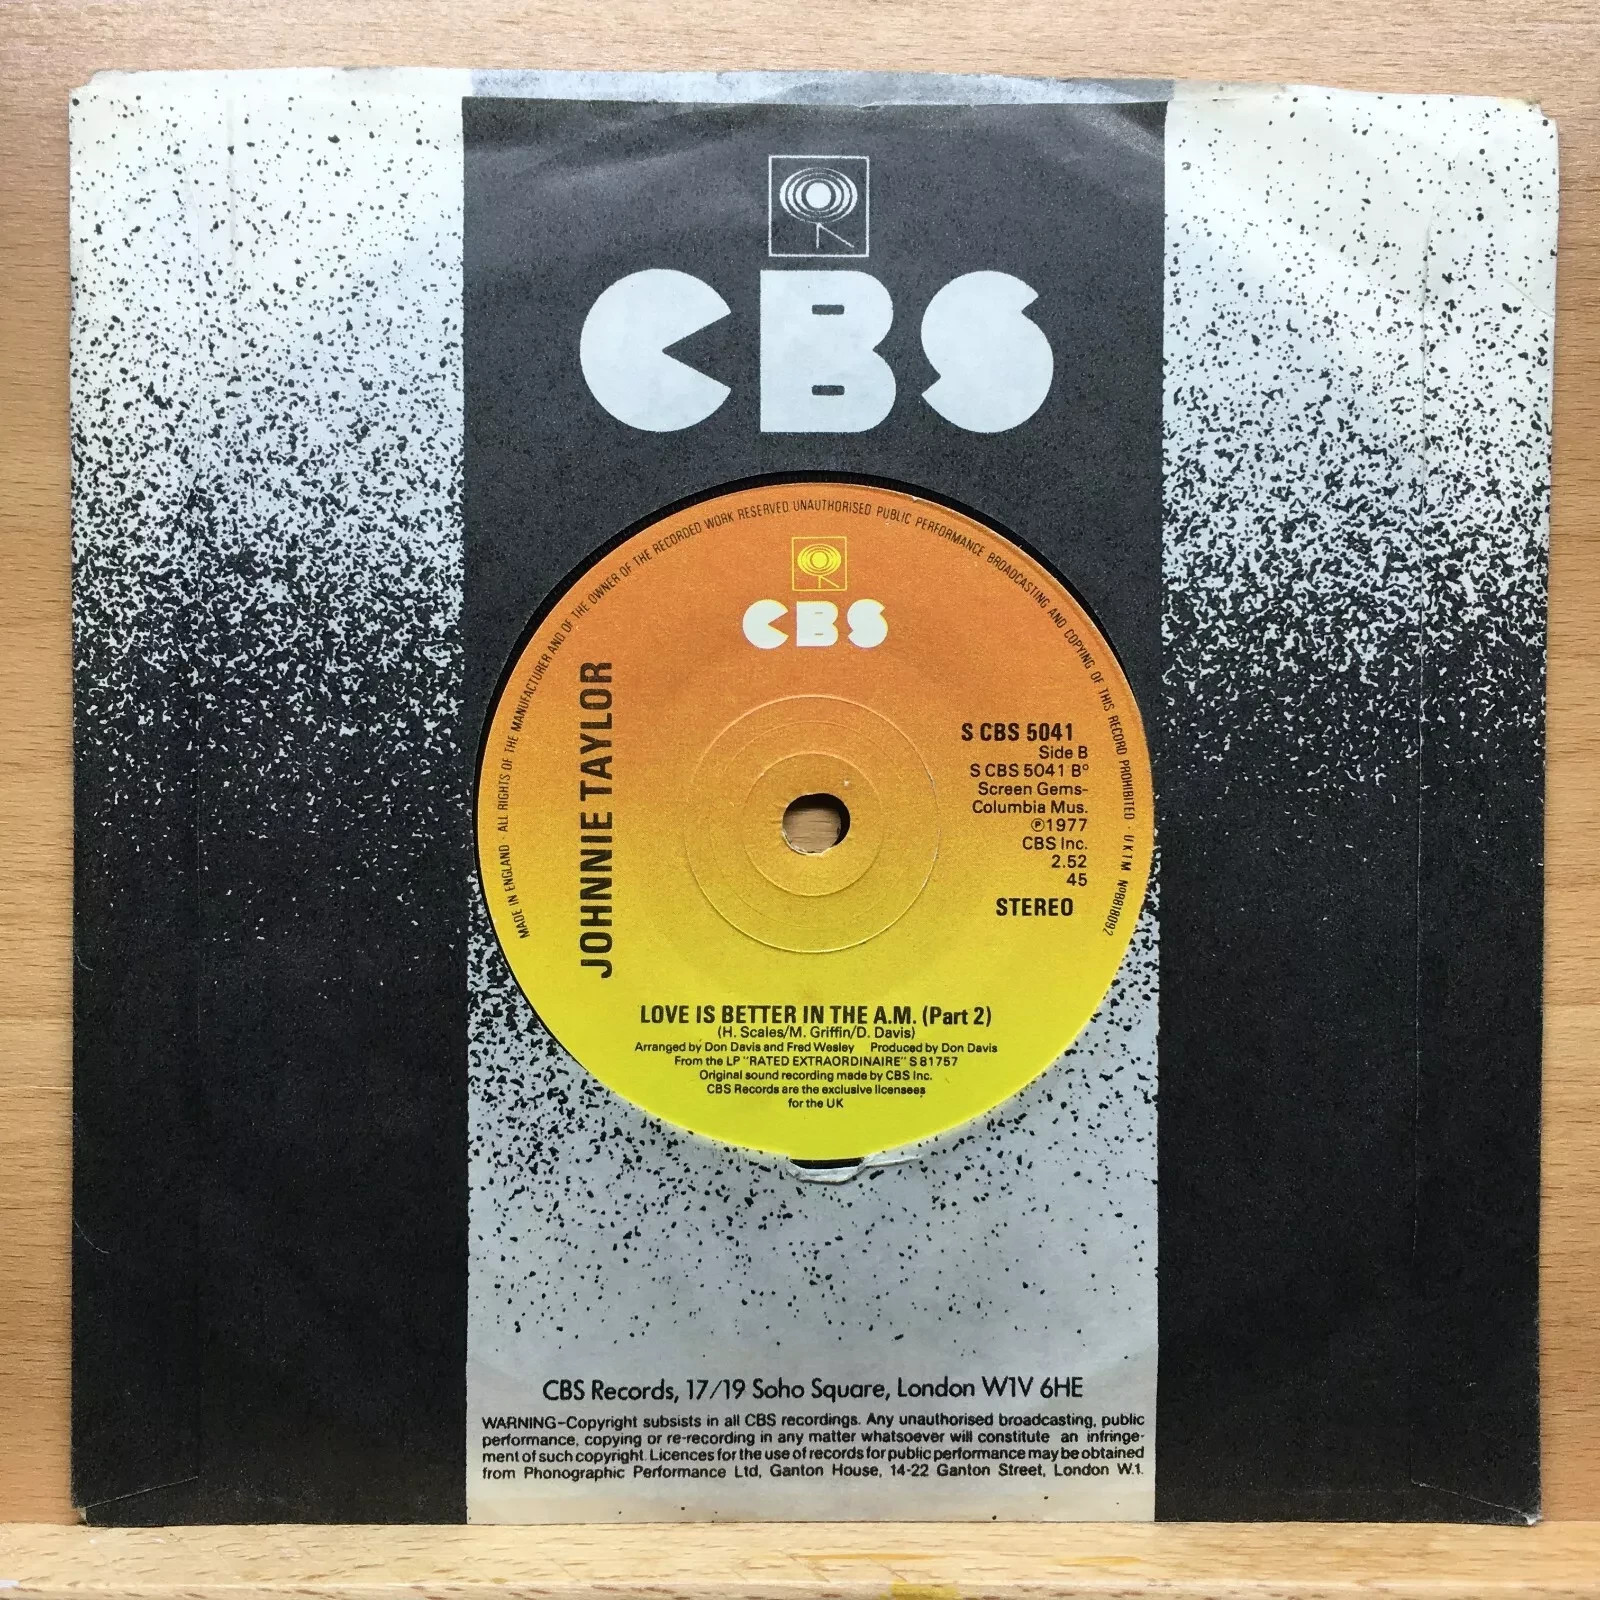 CBS
MADE IN ENGLAND · ALL RIGHTS OF THE MANUFACTURER AND OF THE OWNER OF THE RECORDED WORK RESERVED UNAUTHORISED PUBLIC PERFORMANCE BROADCASTING AND COPYING OF THIS RECORD PROHIBITED · UKTM No8818092
CBS
JOHNNIE TAYLOR
S CBS 5041
Side B
S CBS 5041 B°
Screen Gems-
Columbia Mus.
℗1977
CBS Inc.
2.52
45
STEREO
LOVE IS BETTER IN THE A.M. (Part 2)
(H. Scales/M. Griffin/D. Davis)
Arranged by Don Davis and Fred Wesley Produced by Don Davis
From the LP "RATED EXTRAORDINAIRE" S 81757
Original sound recording made by CBS Inc.
CBS Records are the exclusive licensees
for the UK
CBS Records, 17/19 Soho Square, London W1V 6HE
WARNING–Copyright subsists in all CBS recordings. Any unauthorised broadcasting, public
performance, copying or re-recording in any matter whatsoever will constitute an infringe-
ment of such copyright. Licences for the use of records for public performance may be obtained
from Phonographic Performance Ltd, Ganton House, 14-22 Ganton Street, London W.1.